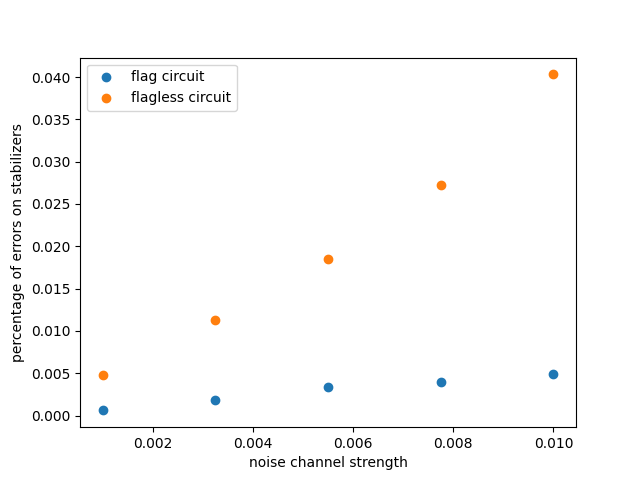 flag circuit
flagless circuit
percentage of errors on stabilizers
0.040
0.035
0.030
0.025
0.020
0.015
0.010
0.005
0.000
0.002 0.004 0.006 0.008 0.010
noise channel strength